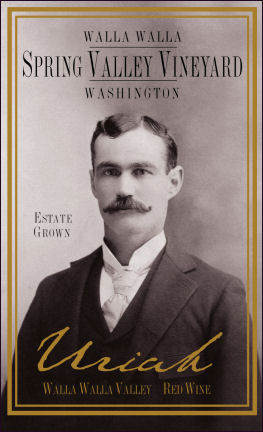 WALLA WALLA
SPRING VALLEY VINEYARD
WASHINGTON
ESTATE
GROWN
Uriah
WALLA WALLA VALLEY RED WINE